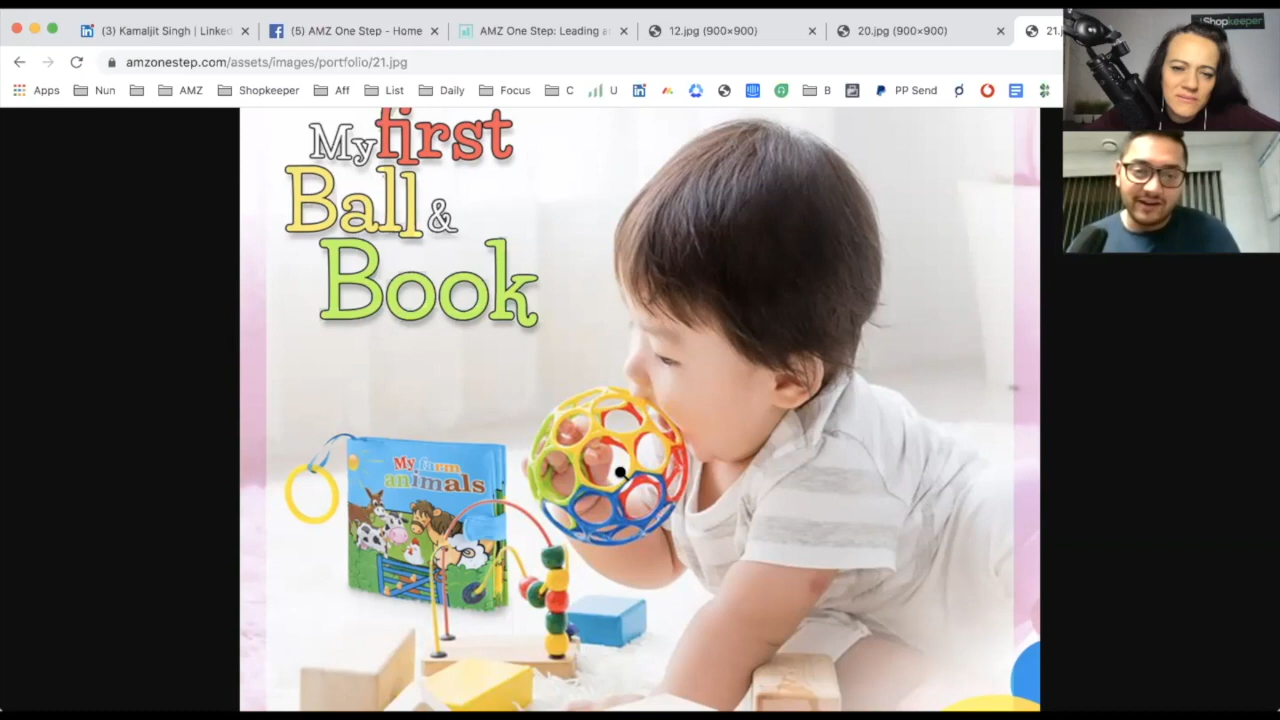 (3) Kamaljit Singh | Linked
(5) AMZ One Step - Home
AMZ One Step: Leading a
12.jpg (900×900)
20.jpg (900×900)
21.j
amzonestep.com/assets/images/portfolio/21.jpg
Apps
Nun
AMZ
Shopkeeper
Aff
List
Daily
Focus
C
U
B
PP Send
Shopkeeper
My first
Ball &
Book
My farm
animals